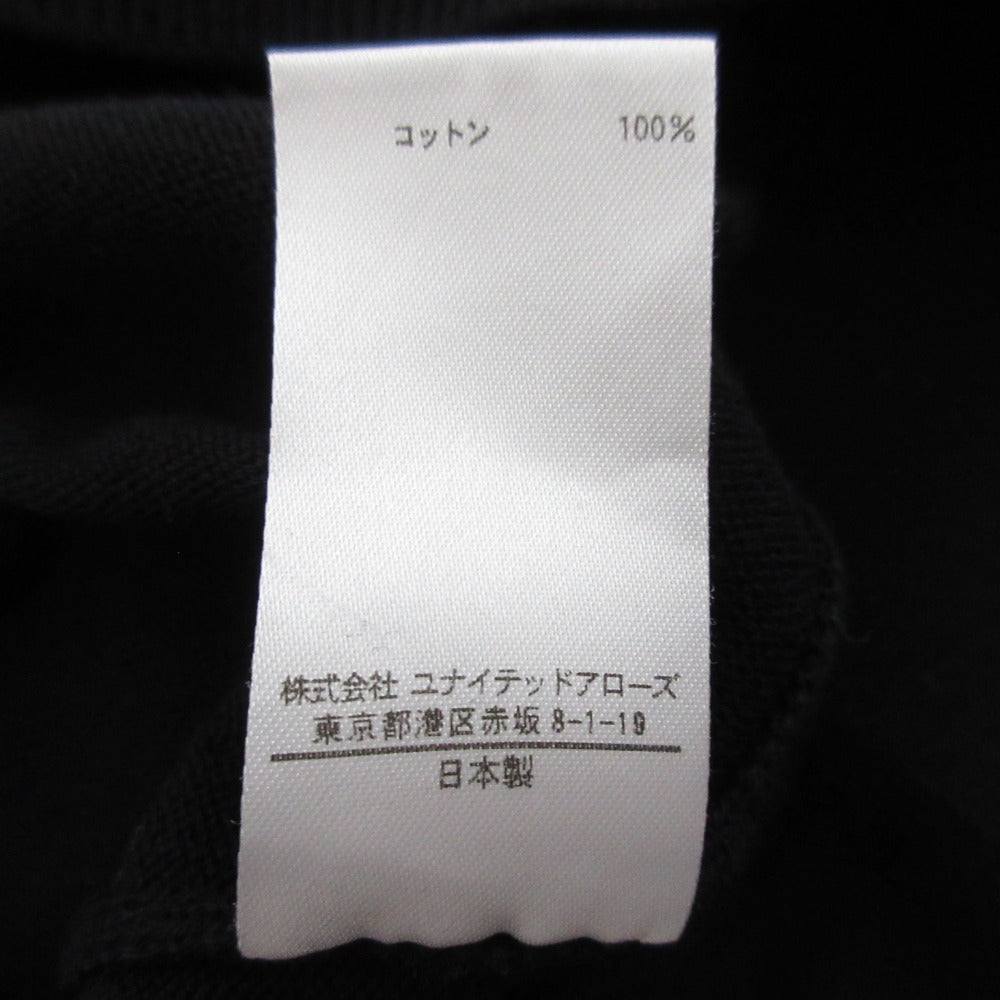 コットン 100%
株式会社 ユナイテッドアローズ
東京都港区赤坂 8-1-19
日本製